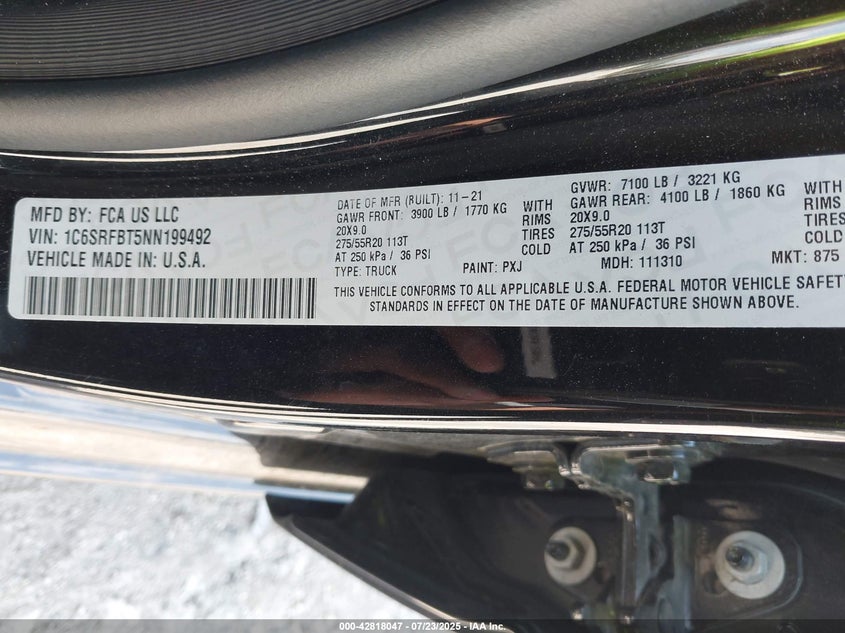 MFD BY: FCA US LLC
VIN: 1C6SRFBT5NN199492
VEHICLE MADE IN: U.S.A.
DATE OF MFR (BUILT): 11-21
GAWR FRONT: 3900 LB / 1770 KG WITH
20X9.0 RIMS
275/55R20 113T TIRES
AT 250 kPa / 36 PSI COLD
TYPE: TRUCK PAINT: PXJ
GVWR: 7100 LB / 3221 KG
GAWR REAR: 4100 LB / 1860 KG WITH
20X9.0 RIMS
275/55R20 113T TIRES
AT 250 kPa / 36 PSI COLD
MDH: 111310 MKT: 875
THIS VEHICLE CONFORMS TO ALL APPLICABLE U.S.A. FEDERAL MOTOR VEHICLE SAFETY
STANDARDS IN EFFECT ON THE DATE OF MANUFACTURE SHOWN ABOVE.
000-42818047 - 07/23/2025 - IAA Inc.